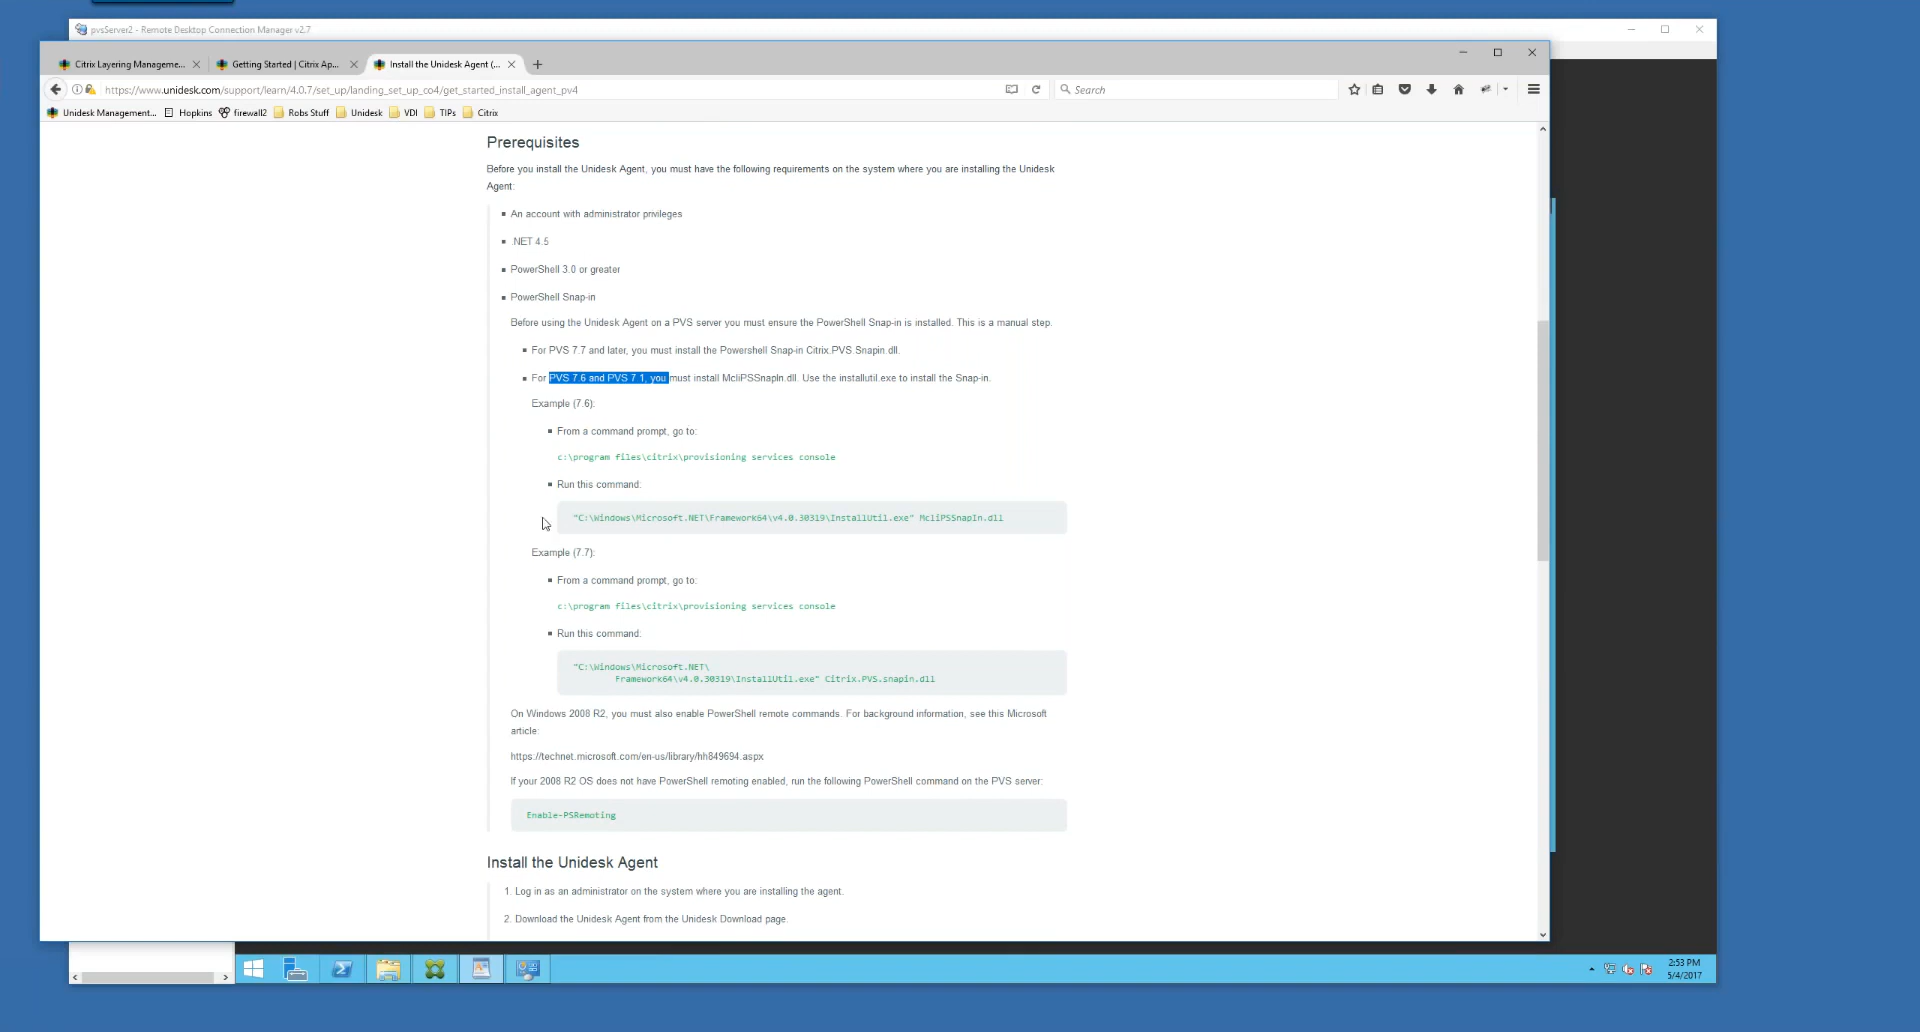 pvsServer2 - Remote Desktop Connection Manager v2.7
Citrix Layering Manageme...
Getting Started | Citrix Ap...
Install the Unidesk Agent (...
https://www.unidesk.com/support/learn/4.0.7/set_up/landing_set_up_co4/get_started_install_agent_pv4
Search
Unidesk Management...
Hopkins
firewall2
Robs Stuff
Unidesk
VDI
TIPs
Citrix
Prerequisites
Before you install the Unidesk Agent, you must have the following requirements on the system where you are installing the Unidesk
Agent:
An account with administrator privileges
.NET 4.5
PowerShell 3.0 or greater
PowerShell Snap-in
Before using the Unidesk Agent on a PVS server you must ensure the PowerShell Snap-in is installed. This is a manual step.
For PVS 7.7 and later, you must install the Powershell Snap-in Citrix.PVS.Snapin.dll.
For PVS 7.6 and PVS 7.1, you must install McliPSSnapIn.dll. Use the installutil.exe to install the Snap-in.
Example (7.6):
From a command prompt, go to:
c:\program files\citrix\provisioning services console
Run this command:
"C:\Windows\Microsoft.NET\Framework64\v4.0.30319\InstallUtil.exe" McliPSSnapIn.dll
Example (7.7):
From a command prompt, go to:
c:\program files\citrix\provisioning services console
Run this command:
"C:\Windows\Microsoft.NET\
Framework64\v4.0.30319\InstallUtil.exe" Citrix.PVS.snapin.dll
On Windows 2008 R2, you must also enable PowerShell remote commands. For background information, see this Microsoft
article:
https://technet.microsoft.com/en-us/library/hh849694.aspx
If your 2008 R2 OS does not have PowerShell remoting enabled, run the following PowerShell command on the PVS server:
Enable-PSRemoting
Install the Unidesk Agent
1. Log in as an administrator on the system where you are installing the agent.
2. Download the Unidesk Agent from the Unidesk Download page.
2:53 PM
5/4/2017